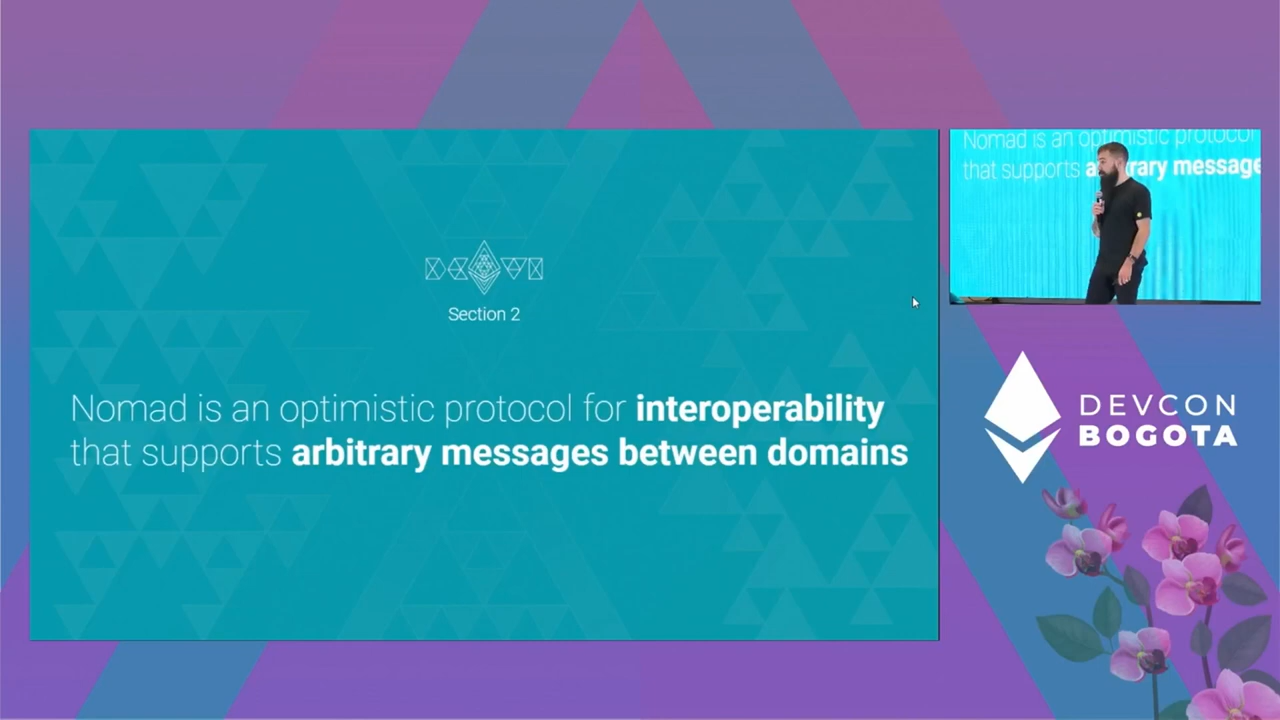 Section 2
Nomad is an optimistic protocol for interoperability
that supports arbitrary messages between domains
Nomad is an optimistic protocol
that supports arbitrary message
DEVCON
BOGOTA